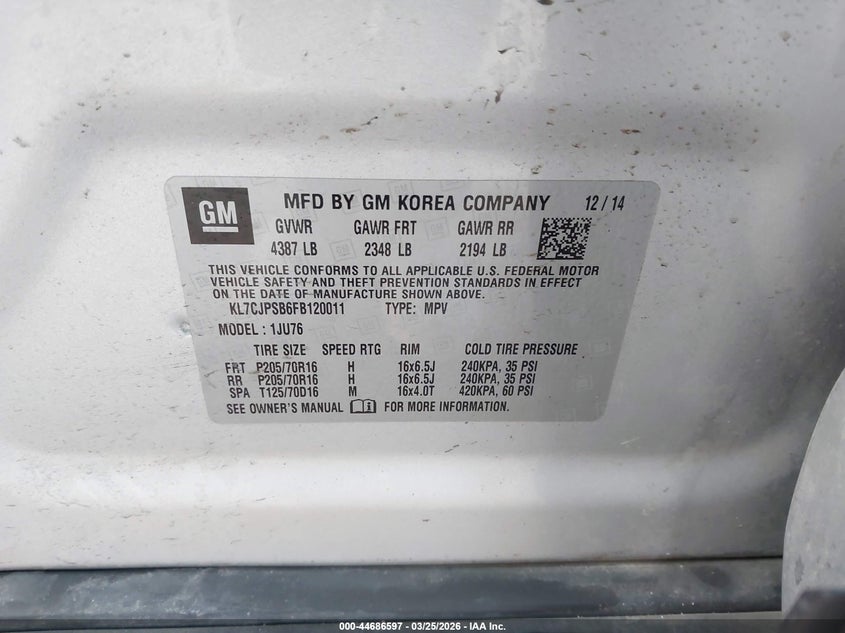 GM MFD BY GM KOREA COMPANY 12 / 14
GVWR GAWR FRT GAWR RR
4387 LB 2348 LB 2194 LB
THIS VEHICLE CONFORMS TO ALL APPLICABLE U.S. FEDERAL MOTOR
VEHICLE SAFETY AND THEFT PREVENTION STANDARDS IN EFFECT
ON THE DATE OF MANUFACTURE SHOWN ABOVE.
KL7CJPSB6FB120011 TYPE: MPV
MODEL : 1JU76
TIRE SIZE SPEED RTG RIM COLD TIRE PRESSURE
FRT P205/70R16 H 16x6.5J 240KPA, 35 PSI
RR P205/70R16 H 16x6.5J 240KPA, 35 PSI
SPA T125/70D16 M 16x4.0T 420KPA, 60 PSI
SEE OWNER'S MANUAL FOR MORE INFORMATION.
000-44686597 - 03/25/2026 - IAA Inc.